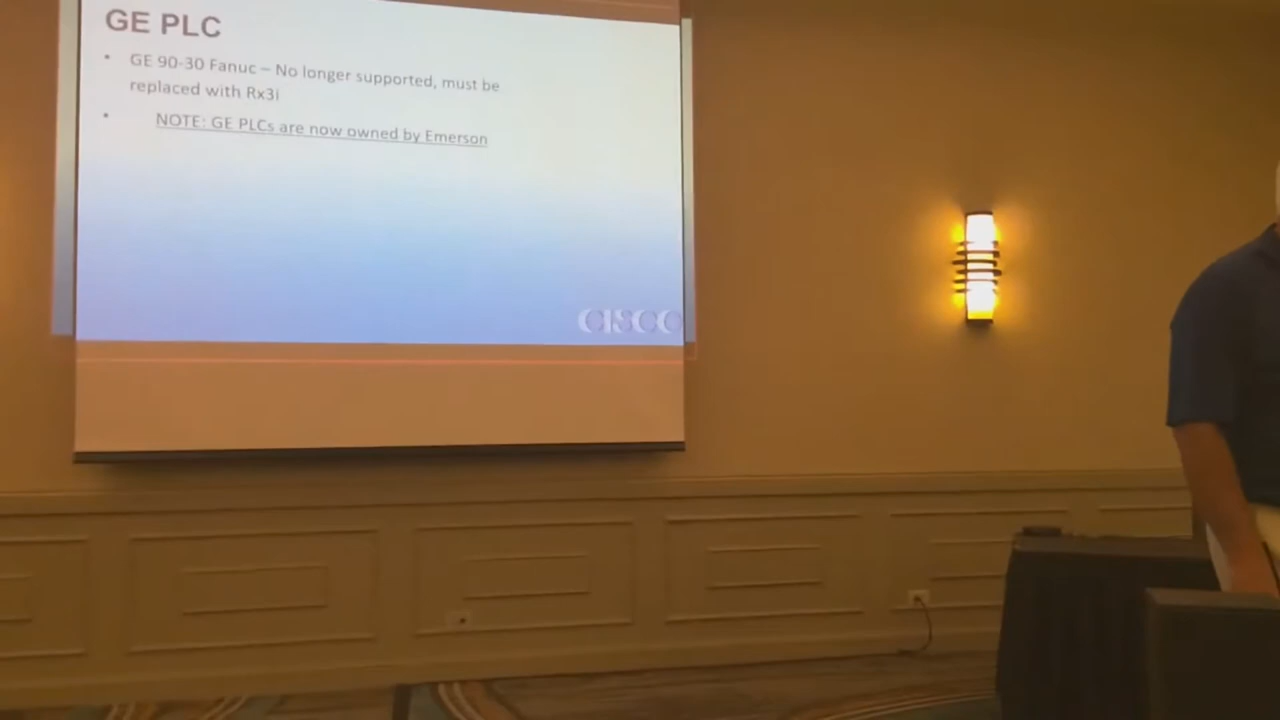 GE PLC
• GE 90-30 Fanuc – No longer supported, must be
replaced with Rx3i
• NOTE: GE PLCs are now owned by Emerson
CISCO